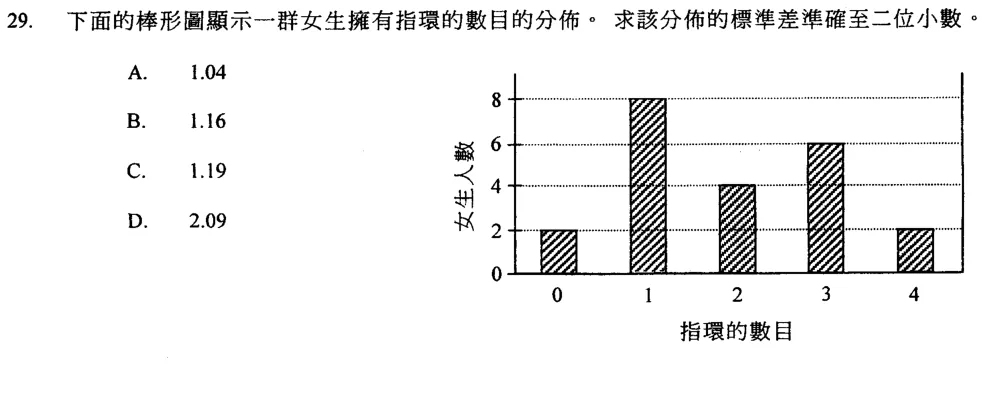 29. 下面的棒形圖顯示一群女生擁有指環的數目的分佈。 求該分佈的標準差準確至二位小數。
A. 1.04
B. 1.16
C. 1.19
D. 2.09
女生人數
8
6
4
2
0
0 1 2 3 4
指環的數目